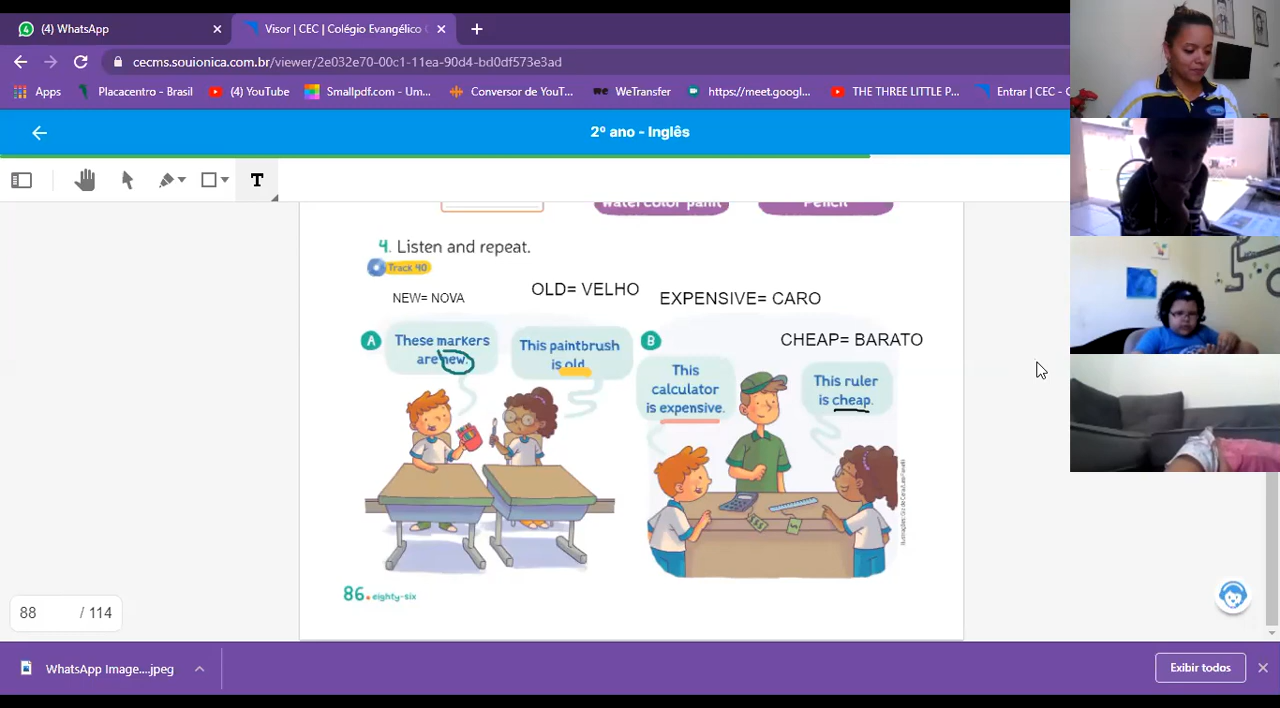 (4) WhatsApp
Visor | CEC | Colégio Evangélico
cecms.souionica.com.br/viewer/2e032e70-00c1-11ea-90d4-bd0df573e3ad
Apps
Placacentro - Brasil
(4) YouTube
Smallpdf.com - Um...
Conversor de YouT...
WeTransfer
https://meet.googl...
THE THREE LITTLE P...
Entrar | CEC -
2º ano - Inglês
T
Watercolor paint
Pencil
4. Listen and repeat.
Track 40
NEW= NOVA
OLD= VELHO
EXPENSIVE= CARO
CHEAP= BARATO
A
These markers
are new.
This paintbrush
is old.
B
This
calculator
is expensive.
This ruler
is cheap.
86 eighty-six
88 / 114
WhatsApp Image....jpeg
Exibir todos